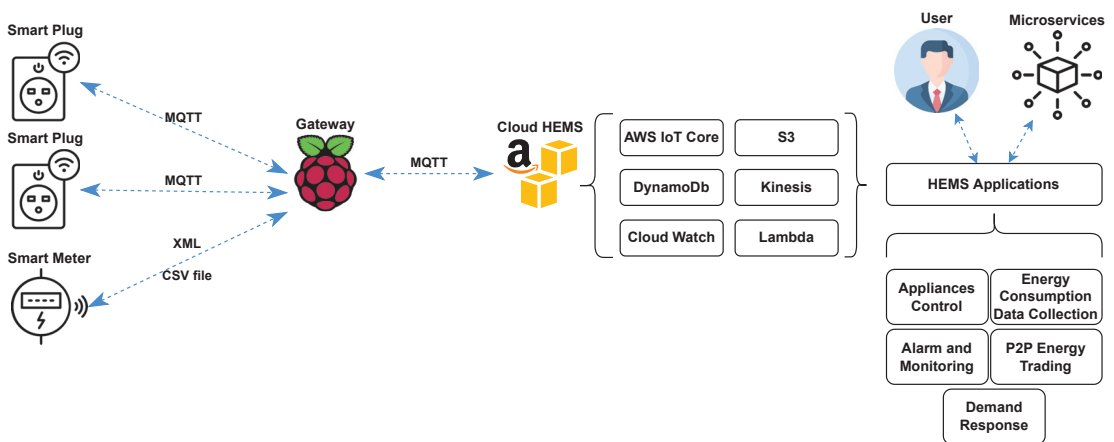 Smart Plug
MQTT
Smart Plug
MQTT
Smart Meter
XML
CSV file
Gateway
MQTT
Cloud HEMS
a
AWS IoT Core
S3
DynamoDb
Kinesis
Cloud Watch
Lambda
User
Microservices
HEMS Applications
Appliances
Control
Energy
Consumption
Data Collection
Alarm and
Monitoring
P2P Energy
Trading
Demand
Response